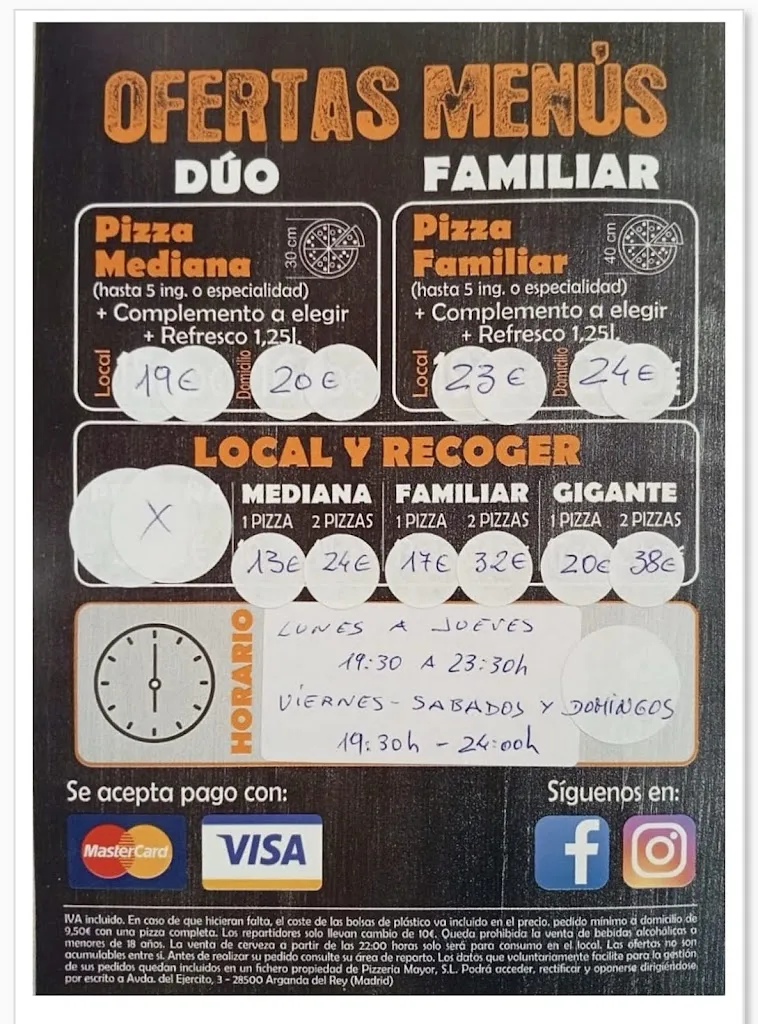 OFERTAS MENÚS
DÚO
FAMILIAR
Pizza
Mediana
30 cm
(hasta 5 ing. o especialidad)
+ Complemento a elegir
+ Refresco 1,25l.
Local
19€
Domicilio
20€
Pizza
Familiar
40 cm
(hasta 5 ing. o especialidad)
+ Complemento a elegir
+ Refresco 1,25l.
Local
23€
Domicilio
24€
LOCAL Y RECOGER
X
MEDIANA
1 PIZZA 2 PIZZAS
13€ 24€
FAMILIAR
1 PIZZA 2 PIZZAS
17€ 32€
GIGANTE
1 PIZZA 2 PIZZAS
20€ 38€
HORARIO
LUNES A JUEVES
19:30 A 23:30h
VIERNES - SABADOS Y DOMINGOS
19:30h - 24:00h
Se acepta pago con:
MasterCard
VISA
Síguenos en:
f
IVA incluido. En caso de que hicieran falta, el coste de las bolsas de plástico va incluido en el precio. pedido mínimo a domicilio de
9,50€ con una pizza completa. Los repartidores solo llevan cambio de 10€. Queda prohibida la venta de bebidas alcohólicas a
menores de 18 años. La venta de cerveza a partir de las 22:00 horas solo será para consumo en el local. Las ofertas no son
acumulables entre sí. Antes de realizar su pedido consulte su área de reparto. Los datos que voluntariamente facilite para la gestión
de sus pedidos quedan incluidos en un fichero propiedad de Pizzería Mayor, S.L. Podrá acceder, rectificar y oponerse dirigiéndose
por escrito a Avda. del Ejercito, 3 - 28500 Arganda del Rey (Madrid)